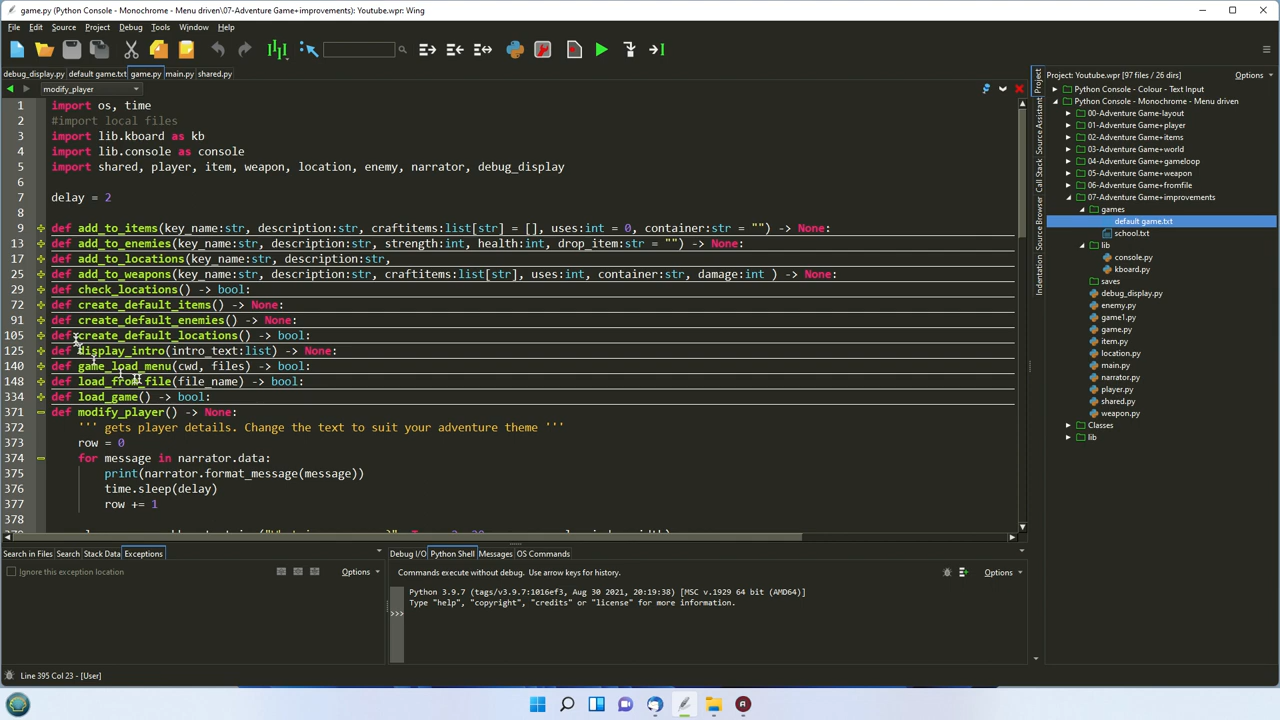 game.py (Python Console - Monochrome - Menu driven\07-Adventure Game+improvements): Youtube.wpr: Wing
File Edit Source Project Debug Tools Window Help
debug_display.py default game.txt game.py main.py shared.py
modify_player
1 import os, time
2 #import local files
3 import lib.kboard as kb
4 import lib.console as console
5 import shared, player, item, weapon, location, enemy, narrator, debug_display
6
7 delay = 2
8
9 def add_to_items(key_name:str, description:str, craftitems:list[str] = [], uses:int = 0, container:str = "") -> None:
13 def add_to_enemies(key_name:str, description:str, strength:int, health:int, drop_item:str = "") -> None:
17 def add_to_locations(key_name:str, description:str,
25 def add_to_weapons(key_name:str, description:str, craftitems:list[str], uses:int, container:str, damage:int ) -> None:
29 def check_locations() -> bool:
72 def create_default_items() -> None:
91 def create_default_enemies() -> None:
105 def create_default_locations() -> bool:
125 def display_intro(intro_text:list) -> None:
140 def game_load_menu(cwd, files) -> bool:
148 def load_from_file(file_name) -> bool:
334 def load_game() -> bool:
371 def modify_player() -> None:
372 ''' gets player details. Change the text to suit your adventure theme '''
373 row = 0
374 for message in narrator.data:
375 print(narrator.format_message(message))
376 time.sleep(delay)
377 row += 1
378
Project
Source Assistant
Call Stack
Source Browser
Indentation
Project: Youtube.wpr [97 files / 26 dirs] Options
Python Console - Colour - Text Input
Python Console - Monochrome - Menu driven
00-Adventure Game-layout
01-Adventure Game+player
02-Adventure Game+items
03-Adventure Game+world
04-Adventure Game+gameloop
05-Adventure Game+weapon
06-Adventure Game+fromfile
07-Adventure Game+improvements
games
default game.txt
school.txt
lib
console.py
kboard.py
saves
debug_display.py
enemy.py
game1.py
game.py
item.py
location.py
main.py
narrator.py
player.py
shared.py
weapon.py
Classes
lib
Search in Files Search Stack Data Exceptions
Ignore this exception location Options
Debug I/O Python Shell Messages OS Commands
Commands execute without debug. Use arrow keys for history. Options
Python 3.9.7 (tags/v3.9.7:1016ef3, Aug 30 2021, 20:19:38) [MSC v.1929 64 bit (AMD64)]
Type "help", "copyright", "credits" or "license" for more information.
>>>
Line 395 Col 23 - [User]